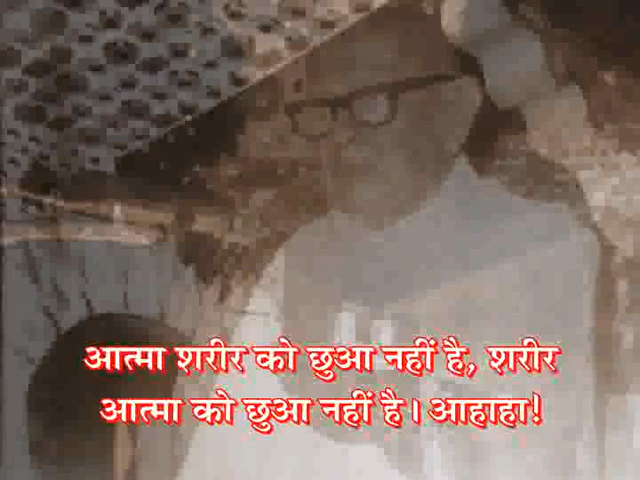 आत्मा शरीर को छुआ नहीं है, शरीर
आत्मा को छुआ नहीं है। आहाहा!